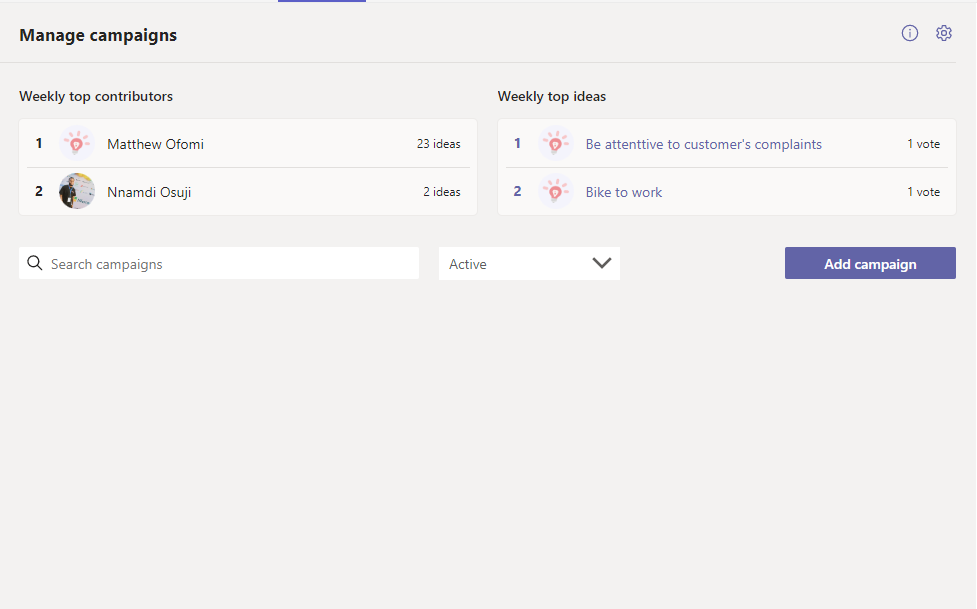 Manage campaigns
Weekly top contributors
1 Matthew Ofomi 23 ideas
2 Nnamdi Osuji 2 ideas
Weekly top ideas
1 Be attenttive to customer's complaints 1 vote
2 Bike to work 1 vote
Search campaigns
Active
Add campaign